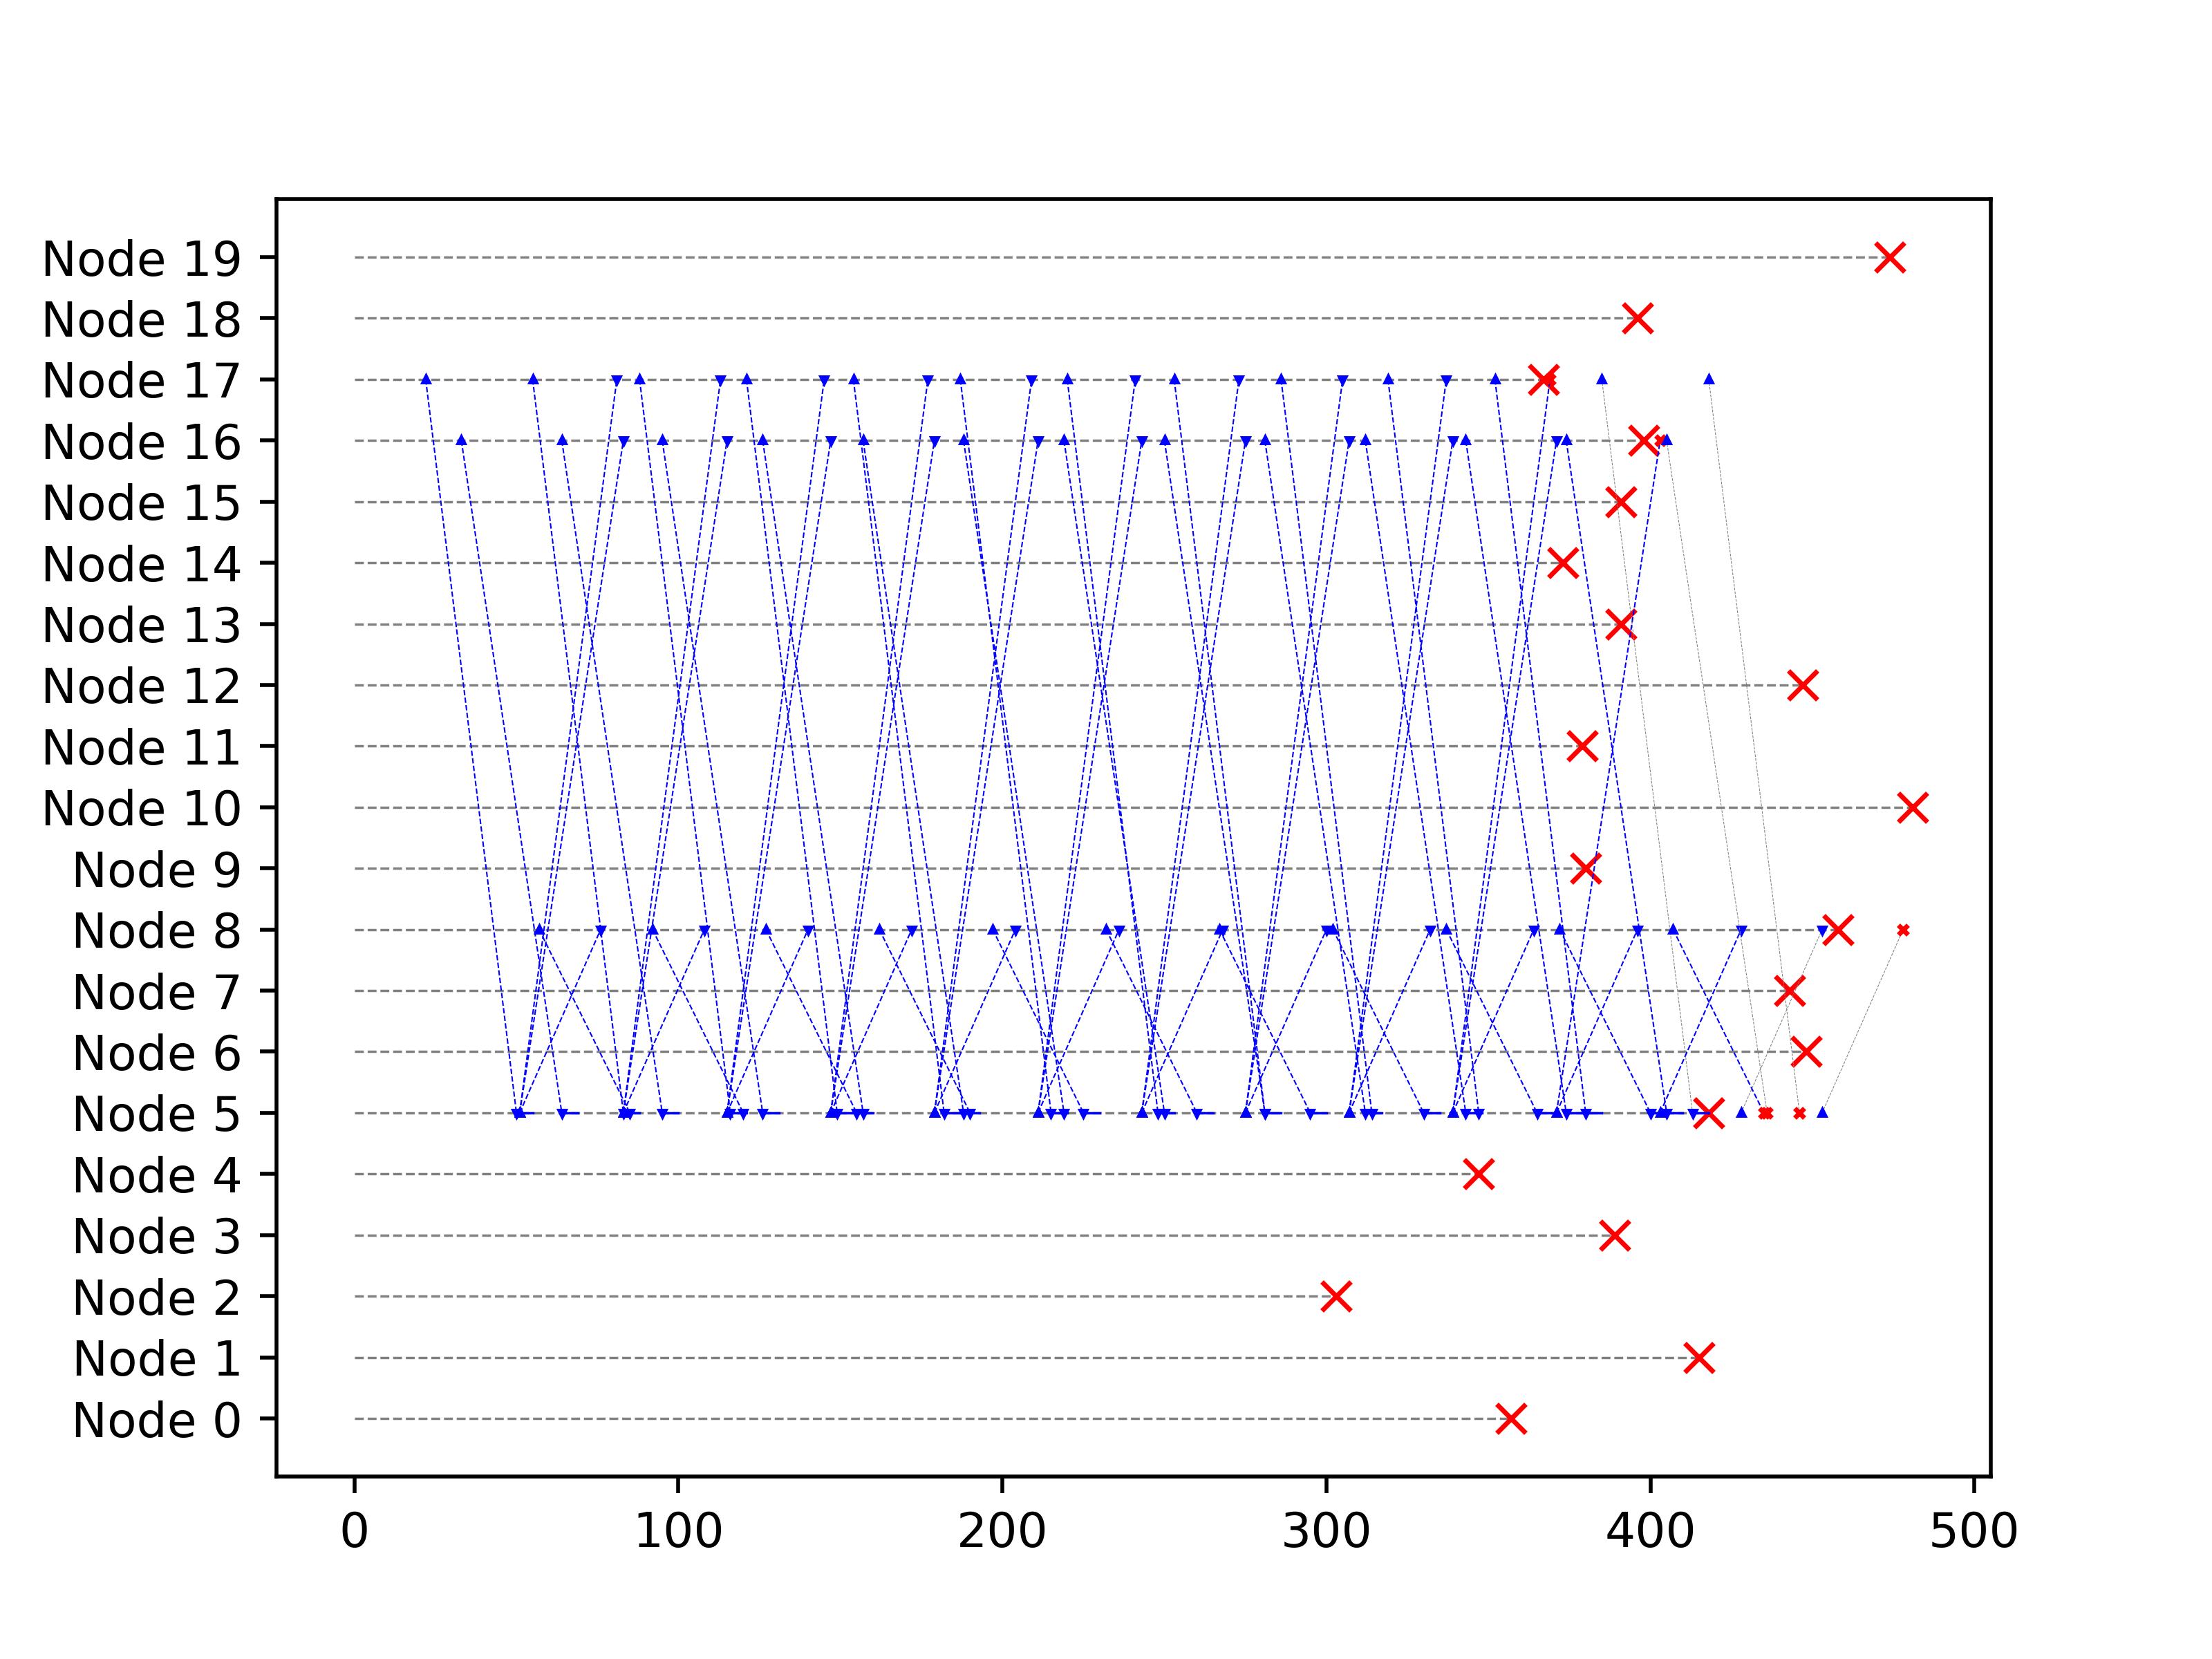 Node 19
Node 18
Node 17
Node 16
Node 15
Node 14
Node 13
Node 12
Node 11
Node 10
Node 9
Node 8
Node 7
Node 6
Node 5
Node 4
Node 3
Node 2
Node 1
Node 0
0 100 200 300 400 500